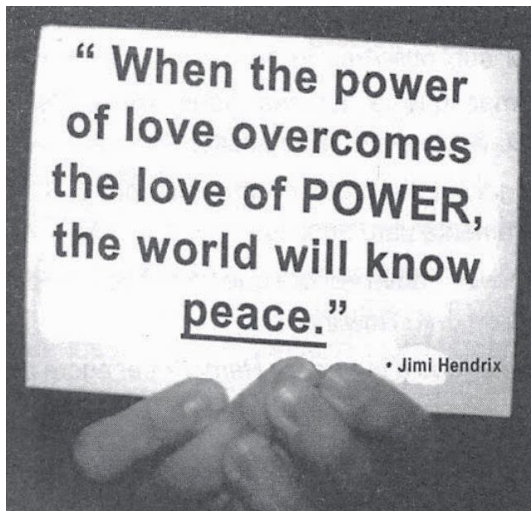 “ When the power
of love overcomes
the love of POWER,
the world will know
peace.”
• Jimi Hendrix